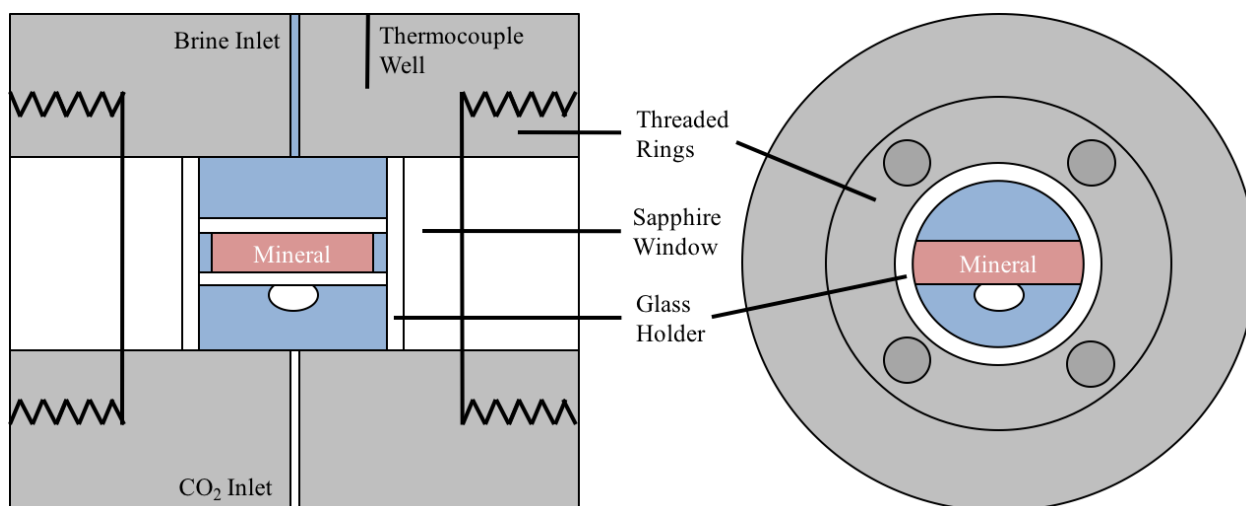 Brine Inlet
Thermocouple
Well
Threaded
Rings
Sapphire
Window
Mineral
Mineral
Glass
Holder
CO₂ Inlet